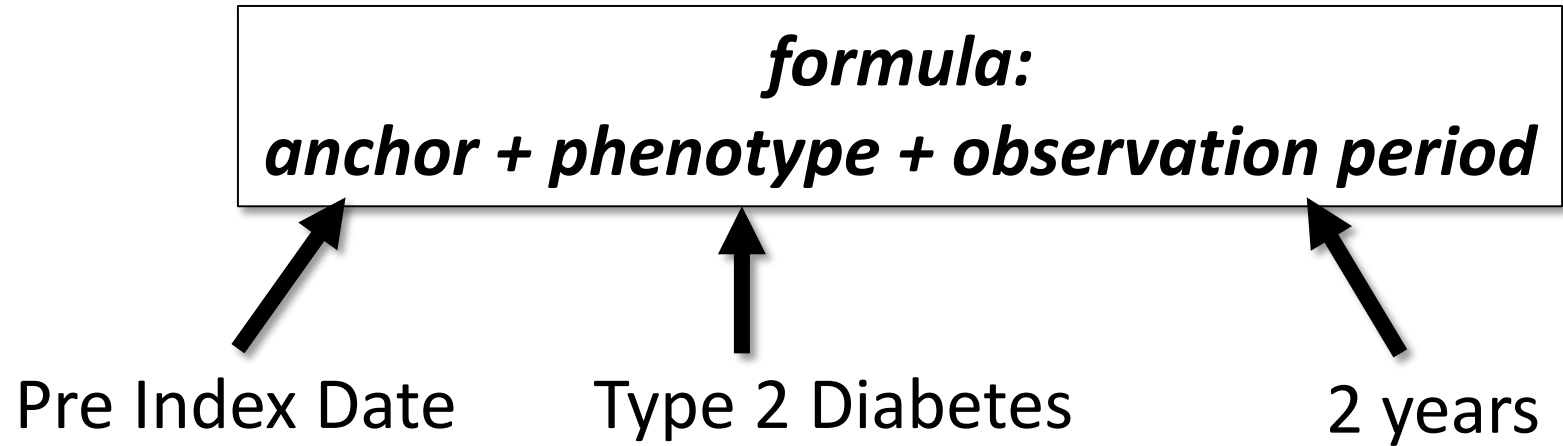 formula:
anchor + phenotype + observation period
Pre Index Date
Type 2 Diabetes
2 years